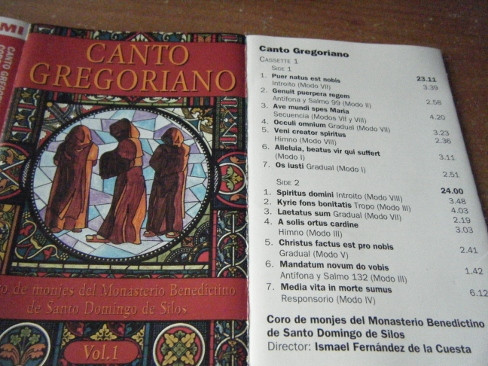 EMI
CANTO GREGORIANO
CANTO
GREGORIANO
Coro de monjes del Monasterio Benedictino
de Santo Domingo de Silos
Vol.1
Canto Gregoriano
CASSETTE 1
SIDE 1 23.11
1. Puer natus est nobis
Introito (Modo VII) 3.39
2. Genuit puerpera regem
Antífona y Salmo 99 (Modo II) 2.56
3. Ave mundi spes Maria
Secuencia (Modos VII y VIII) 4.20
4. Occuli omnium Gradual (Modo VII) 3.23
5. Veni creator spiritus
Himno (Modo VIII) 2.36
6. Alleluia, beatus vir qui suffert
(Modo I) 3.11
7. Os iusti Gradual (Modo I) 2.51
SIDE 2 24.00
1. Spiritus domini Introito (Modo VIII) 3.48
2. Kyrie fons bonitatis Tropo (Modo III) 4.03
3. Laetatus sum Gradual (Modo VII) 2.19
4. A solis ortus cardine
Himno (Modo III) 3.03
5. Christus factus est pro nobis
Gradual (Modo V) 2.41
6. Mandatum novum do vobis
Antífona y Salmo 132 (Modo III) 1.42
7. Media vita in morte sumus
Responsorio (Modo IV) 6.12
Coro de monjes del Monasterio Benedictino
de Santo Domingo de Silos
Director: Ismael Fernández de la Cuesta